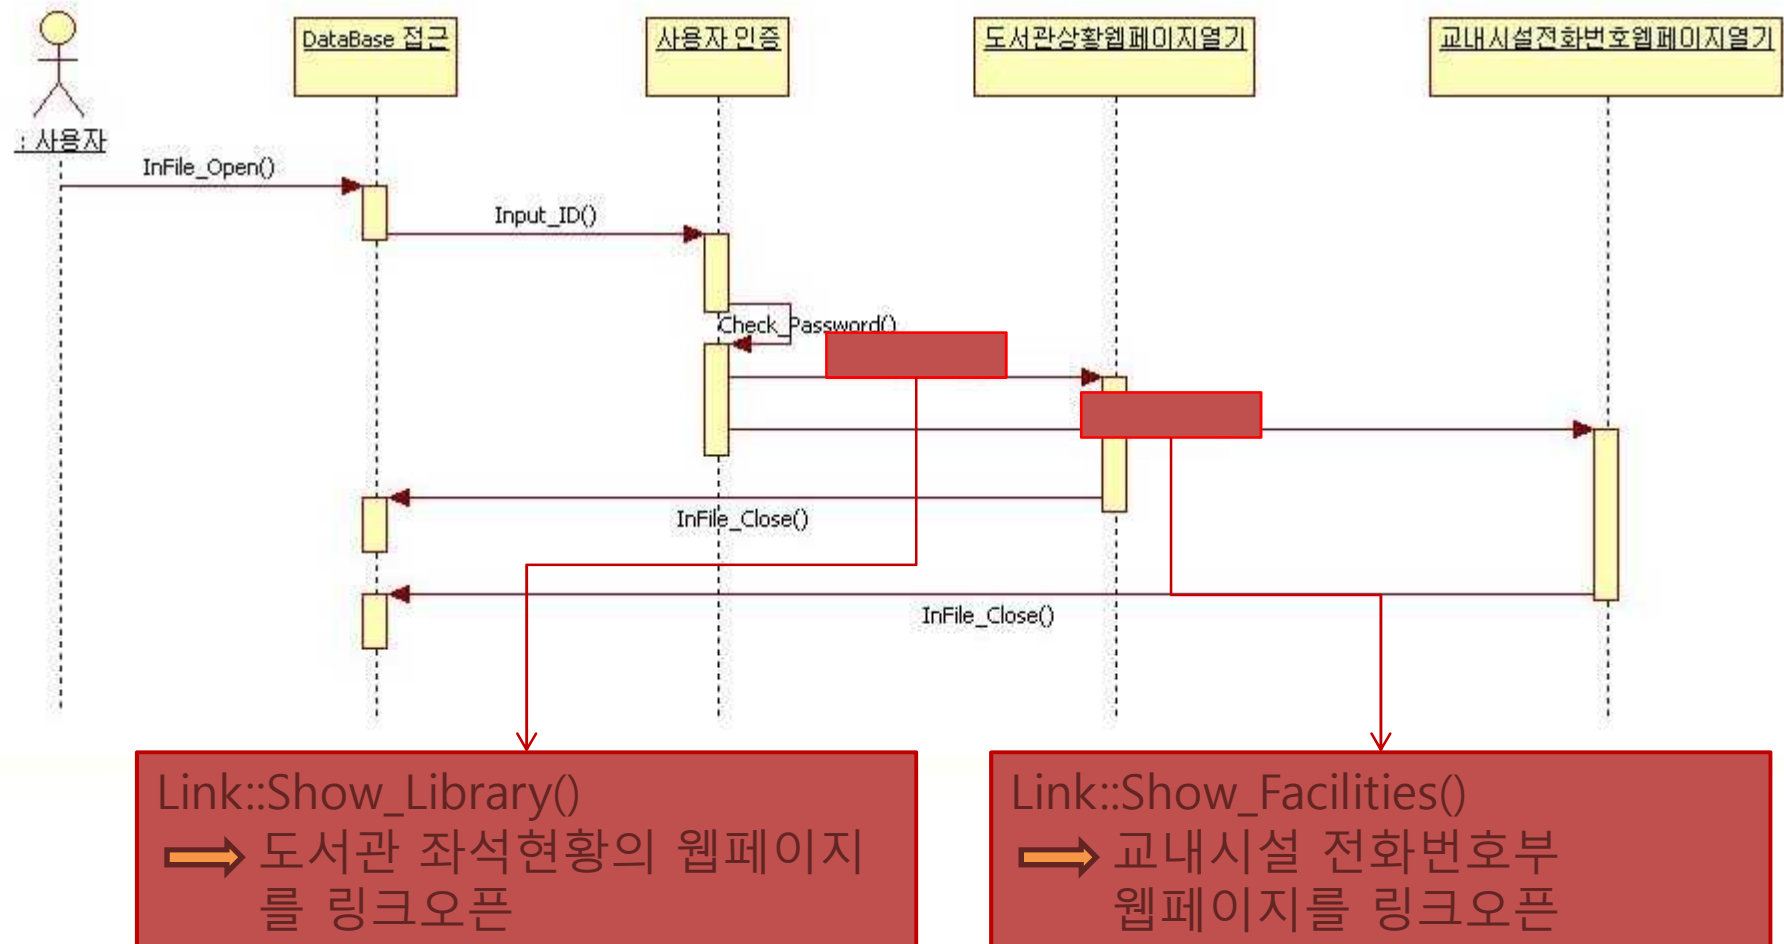 DataBase 접근
사용자 인증
도서관상황웹페이지열기
교내시설전화번호웹페이지열기
: 사용자
InFile_Open()
Input_ID()
Check_Password()
InFile_Close()
InFile_Close()
Link::Show_Library()
도서관 좌석현황의 웹페이지
를 링크오픈
Link::Show_Facilities()
교내시설 전화번호부
웹페이지를 링크오픈